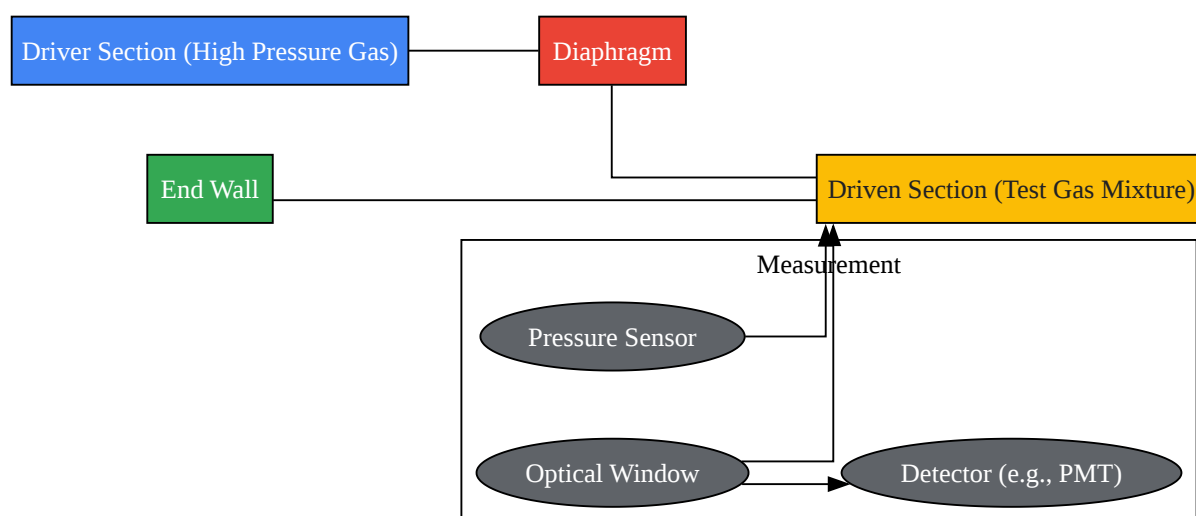 Driver Section (High Pressure Gas)
Diaphragm
End Wall
Driven Section (Test Gas Mixture)
Measurement
Pressure Sensor
Optical Window
Detector (e.g., PMT)